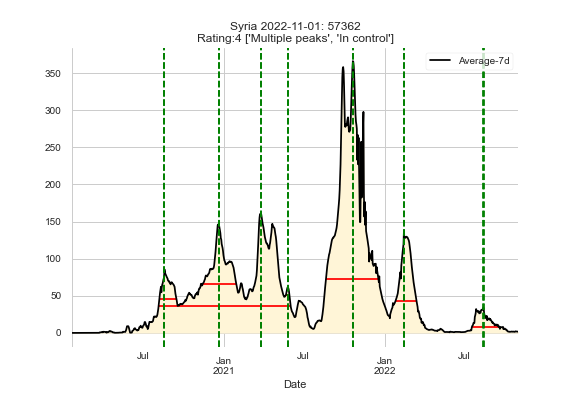 Syria 2022-11-01: 57362
Rating:4 ['Multiple peaks', 'In control']
Average-7d
350
300
250
200
150
100
50
0
Jul
Jan
2021
Jul
Jan
2022
Jul
Date